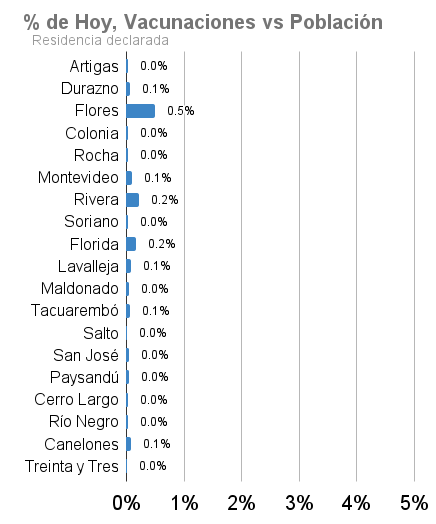 % de Hoy, Vacunaciones vs Población
Residencia declarada
Artigas 0.0%
Durazno 0.1%
Flores 0.5%
Colonia 0.0%
Rocha 0.0%
Montevideo 0.1%
Rivera 0.2%
Soriano 0.0%
Florida 0.2%
Lavalleja 0.1%
Maldonado 0.0%
Tacuarembó 0.1%
Salto 0.0%
San José 0.0%
Paysandú 0.0%
Cerro Largo 0.0%
Río Negro 0.0%
Canelones 0.1%
Treinta y Tres 0.0%
0% 1% 2% 3% 4% 5%